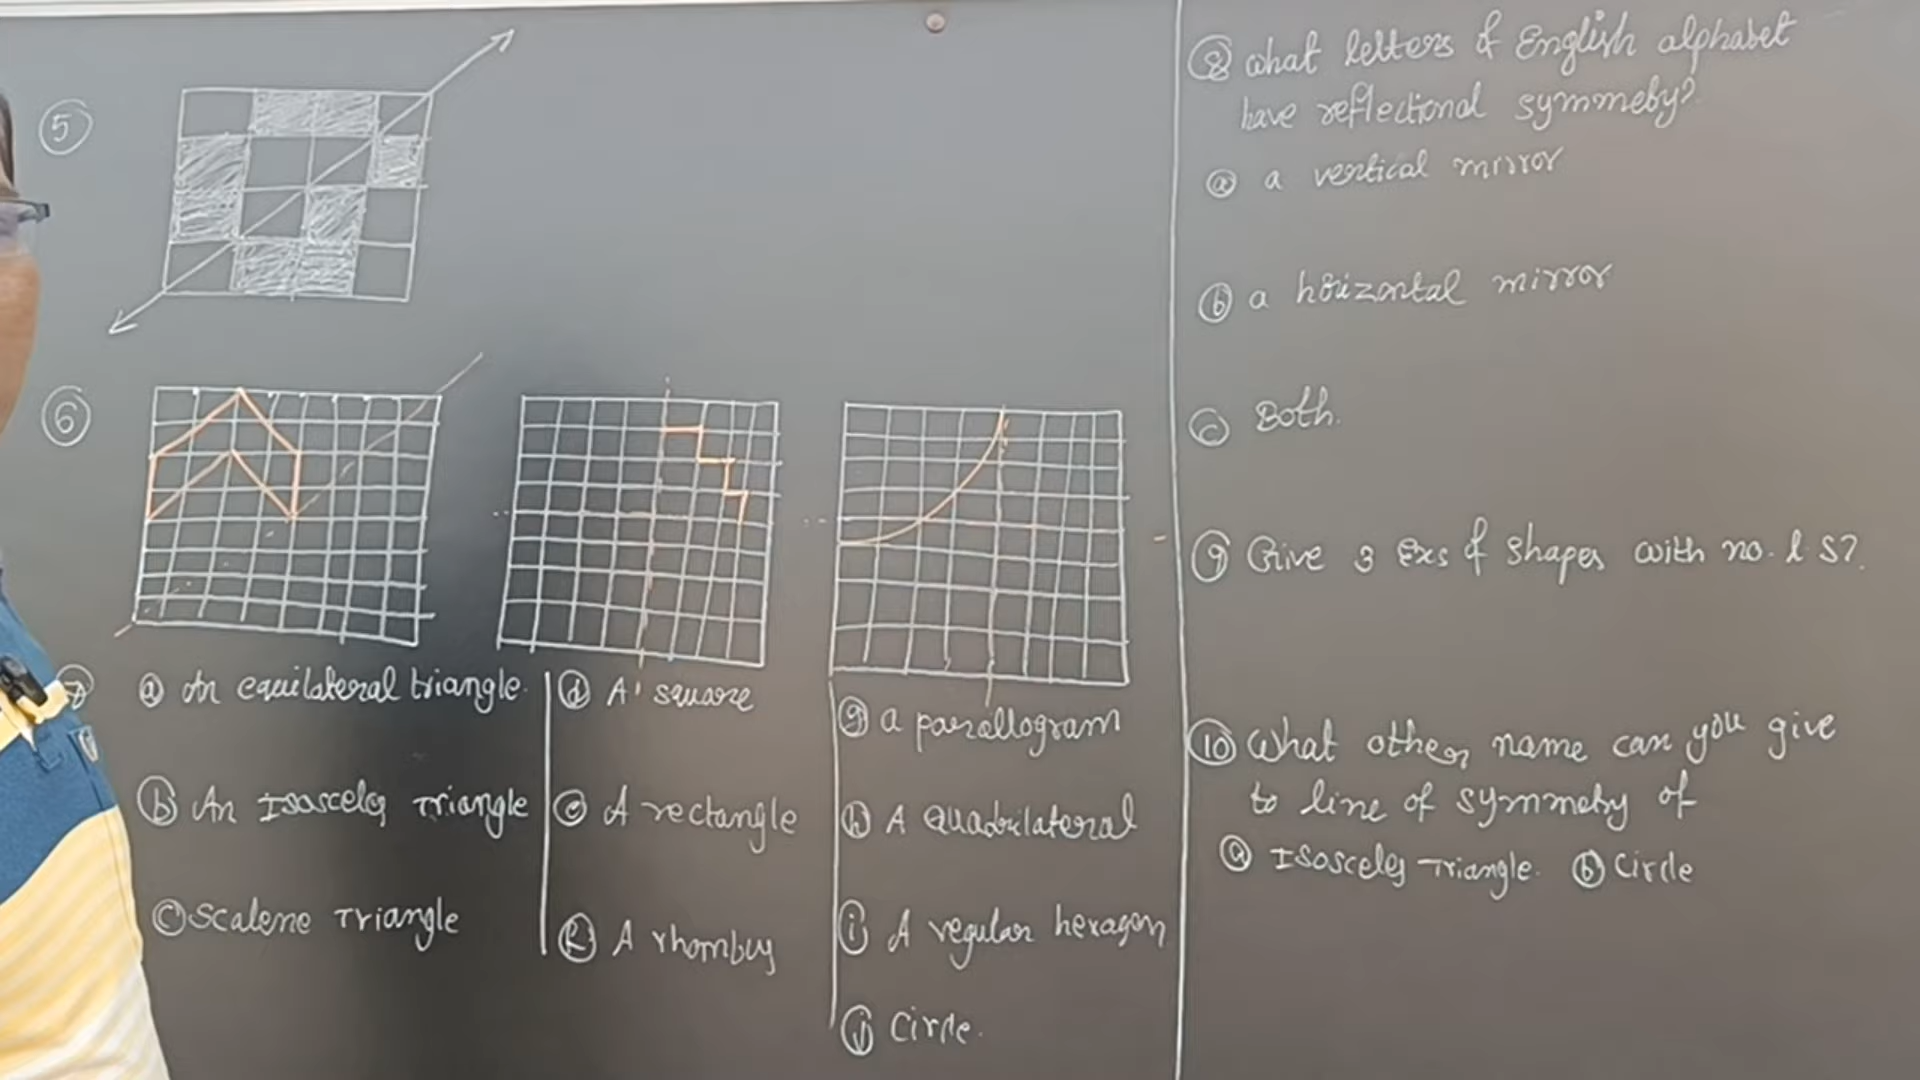 5
6
7 a An equilateral triangle.
b An Isosceles Triangle
c Scalene Triangle
d A square
e A rectangle
A rhombus
g a parallogram
h A Quadrilateral
i A regular hexagon
j Circle.
8 what letters of English alphabet
have reflectional symmetry?
a a vertical mirror
b a horizontal mirror
c Both.
9 Give 3 Exs of shapes with no. l S?
10 What other name can you give
to line of symmetry of
a Isosceles Triangle. b Circle